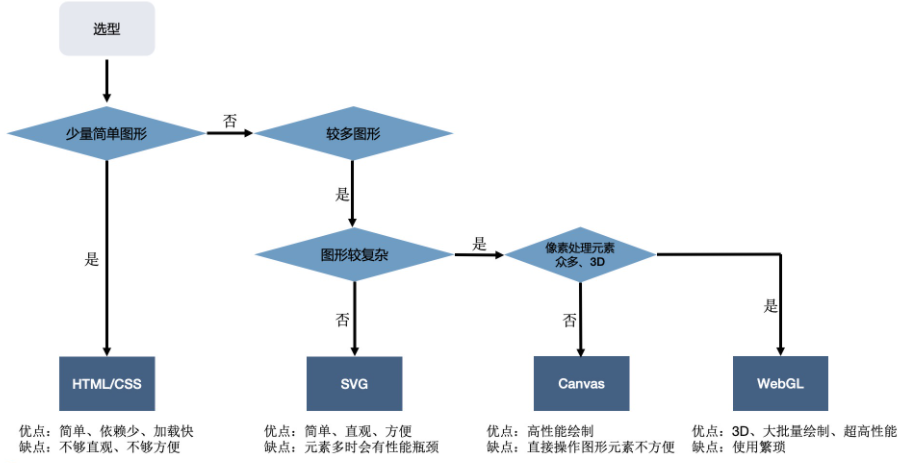 选型
少量简单图形
否
较多图形
是
图形较复杂
是
像素处理元素
众多、3D
是
否
否
是
HTML/CSS
SVG
Canvas
WebGL
优点：简单、依赖少、加载快
缺点：不够直观、不够方便
优点：简单、直观、方便
缺点：元素多时会有性能瓶颈
优点：高性能绘制
缺点：直接操作图形元素不方便
优点：3D、大批量绘制、超高性能
缺点：使用繁琐